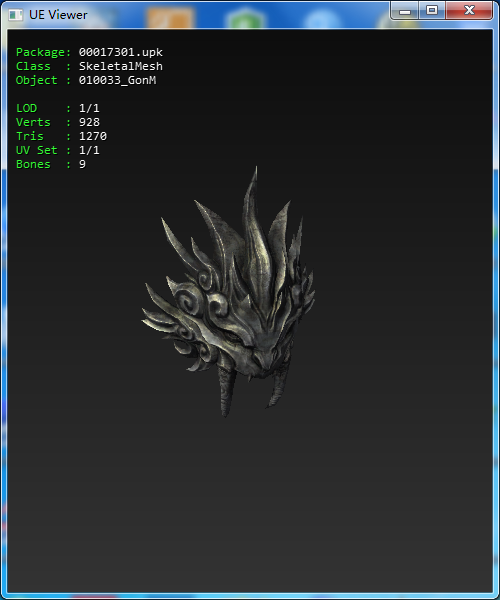 UE Viewer
Package: 00017301.upk
Class : SkeletalMesh
Object : 010033_GonM
LOD : 1/1
Verts : 928
Tris : 1270
UV Set : 1/1
Bones : 9